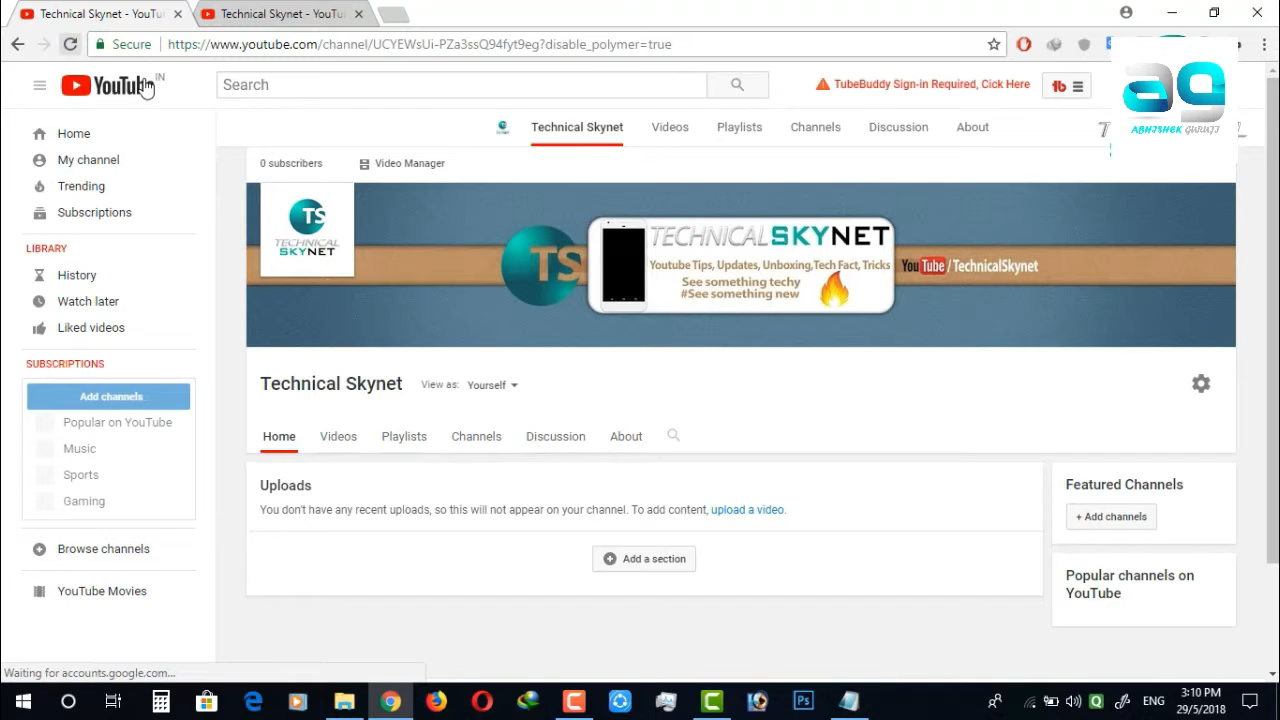 Technical Skynet - YouTu
Technical Skynet - YouTu
Secure
https://www.youtube.com/channel/UCYEWsUi-PZa3ssQ94fyt9eg?disable_polymer=true
YouTube IN
Search
TubeBuddy Sign-in Required, Click Here
tb
ag
ABHISHEK GURUJI
Home
My channel
Trending
Subscriptions
LIBRARY
History
Watch later
Liked videos
SUBSCRIPTIONS
Add channels
Popular on YouTube
Music
Sports
Gaming
Browse channels
YouTube Movies
Technical Skynet
Videos
Playlists
Channels
Discussion
About
0 subscribers
Video Manager
TS
TECHNICAL
SKYNET
TS
TECHNICALSKYNET
Youtube Tips, Updates, Unboxing,Tech Fact, Tricks
See something techy
#See something new
YouTube / TechnicalSkynet
Technical Skynet
View as:
Yourself
Home
Videos
Playlists
Channels
Discussion
About
Uploads
You don't have any recent uploads, so this will not appear on your channel. To add content, upload a video.
Add a section
Featured Channels
+ Add channels
Popular channels on
YouTube
Waiting for accounts.google.com...
Ps
ENG
3:10 PM
29/5/2018